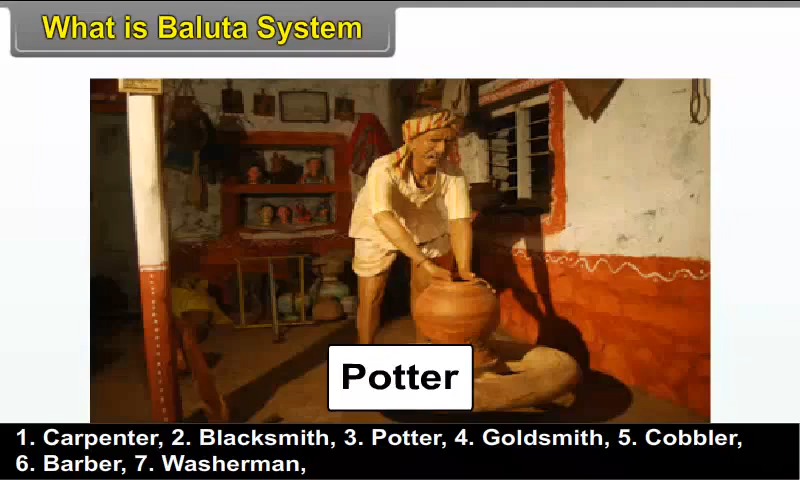 What is Baluta System
Potter
1. Carpenter, 2. Blacksmith, 3. Potter, 4. Goldsmith, 5. Cobbler,
6. Barber, 7. Washerman,